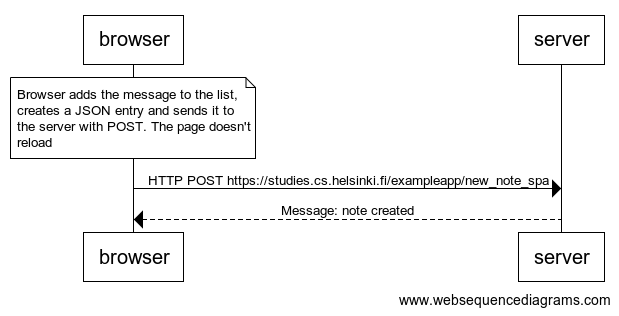 browser
server
Browser adds the message to the list,
creates a JSON entry and sends it to
the server with POST. The page doesn't
reload
HTTP POST https://studies.cs.helsinki.fi/exampleapp/new_note_spa
Message: note created
browser
server
www.websequencediagrams.com